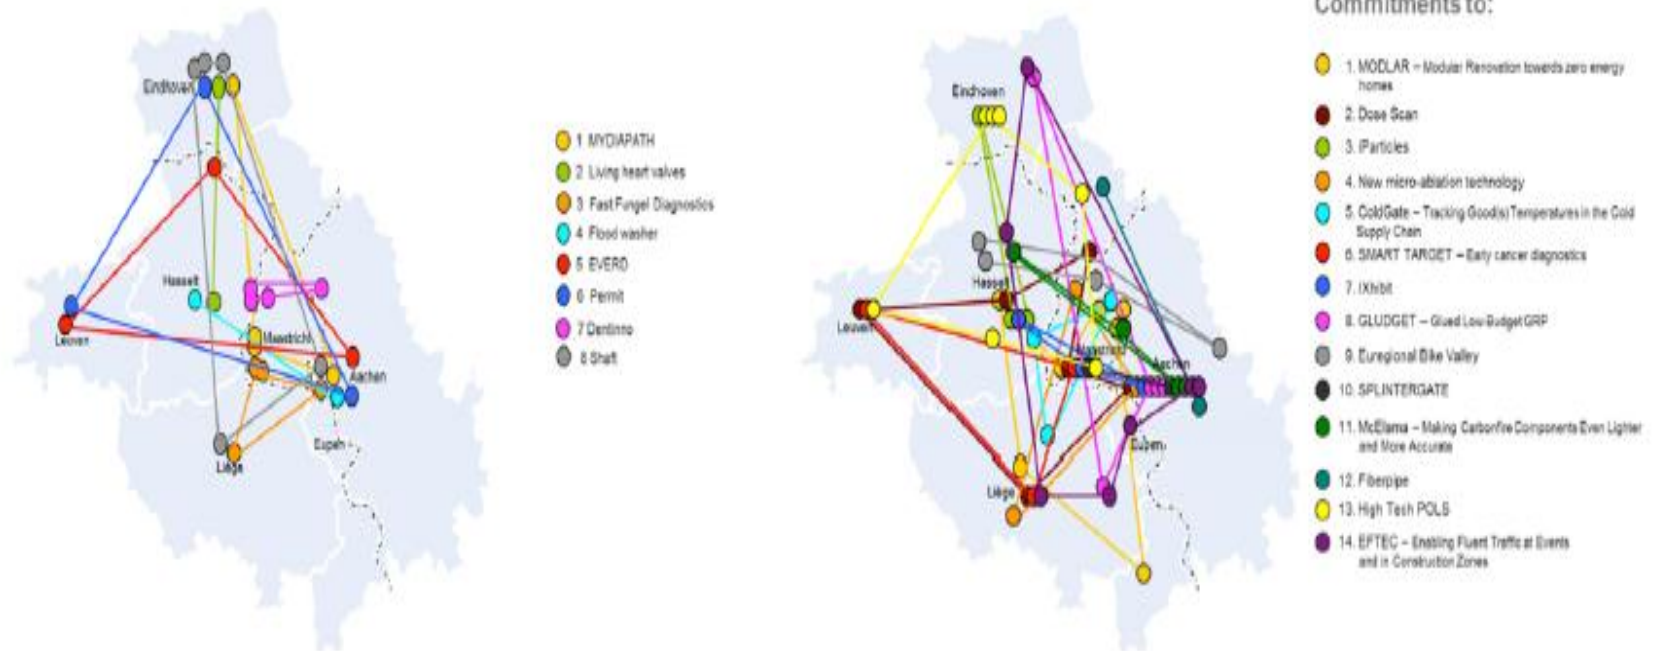 Eindhoven
Hasselt
Leuven
Maastricht
Aachen
Eupen
Liège
1 MYDIAPATH
2 Living heart valves
3 Fast Fungel Diagnostics
4 Flood washer
5 EVERO
6 Permit
7 Dentinno
8 Shaft
Eindhoven
Hasselt
Leuven
Maastricht
Aachen
Eupen
Liège
Commitments to:
1. MODLAR – Modular Renovation towards zero energy
homes
2. Dose Scan
3. iParticles
4. New micro-ablation technology
5. ColdGate – Tracking Good(s) Temperatures in the Cold
Supply Chain
6. SMART TARGET – Early cancer diagnostics
7. IXhibit
8. GLUDGET – Glued Low-Budget GRP
9. Euregional Bike Valley
10. SPLINTERGATE
11. McElama – Making Carbonfire Components Even Lighter
and More Accurate
12. Fiberpipe
13. High Tech POLS
14. EFTEC – Enabling Fluent Traffic at Events
and in Construction Zones